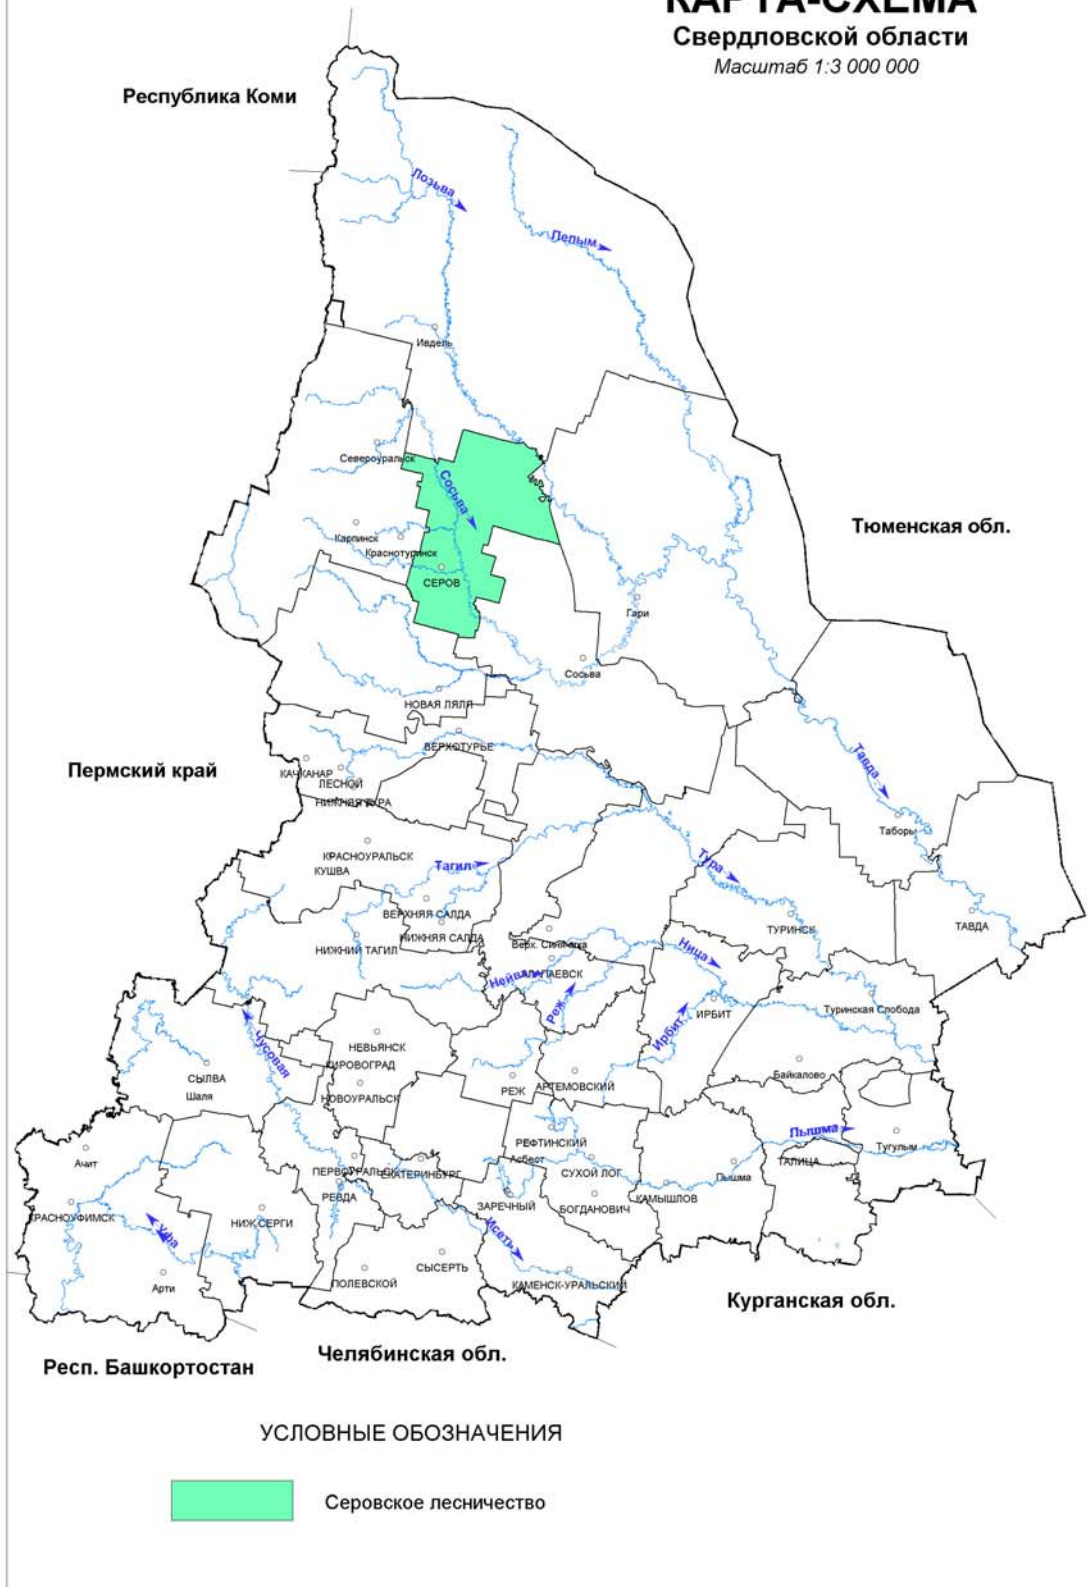 КАРТА-СХЕМА
Свердловской области
Масштаб 1:3 000 000
Республика Коми
Лозьва
Пелым
Ивдель
Североуральск
Сосьва
Тюменская обл.
Карпинск
Краснотурьинск
СЕРОВ
Гари
Сосьва
НОВАЯ ЛЯЛЯ
ВЕРХОТУРЬЕ
Пермский край
КАЧКАНАР
ЛЕСНОЙ
НИЖНЯЯ ТУРА
Тавда
Таборы
КРАСНОУРАЛЬСК
КУШВА
Тагил
Тура
ВЕРХНЯЯ САЛДА
ТАВДА
ТУРИНСК
НИЖНЯЯ САЛДА
НИЖНИЙ ТАГИЛ
Верх. Синячиха
Ница
Нейва
АЛАПАЕВСК
Реж
ИРБИТ
Туринская Слобода
Ирбит
Чусовая
НЕВЬЯНСК
КИРОВОГРАД
СЫЛВА
Шаля
Байкалово
НОВОУРАЛЬСК
РЕЖ
АРТЕМОВСКИЙ
Пышма
РЕФТИНСКИЙ
Тугулым
Ачит
Асбест
ТАЛИЦА
ПЕРВОУРАЛЬСК
ЕКАТЕРИНБУРГ
СУХОЙ ЛОГ
Пышма
РЕВДА
КАМЫШЛОВ
ЗАРЕЧНЫЙ
БОГДАНОВИЧ
КРАСНОУФИМСК
НИЖ.СЕРГИ
Уфа
Исеть
СЫСЕРТЬ
Арти
ПОЛЕВСКОЙ
КАМЕНСК-УРАЛЬСКИЙ
Курганская обл.
Челябинская обл.
Респ. Башкортостан
УСЛОВНЫЕ ОБОЗНАЧЕНИЯ
Серовское лесничество